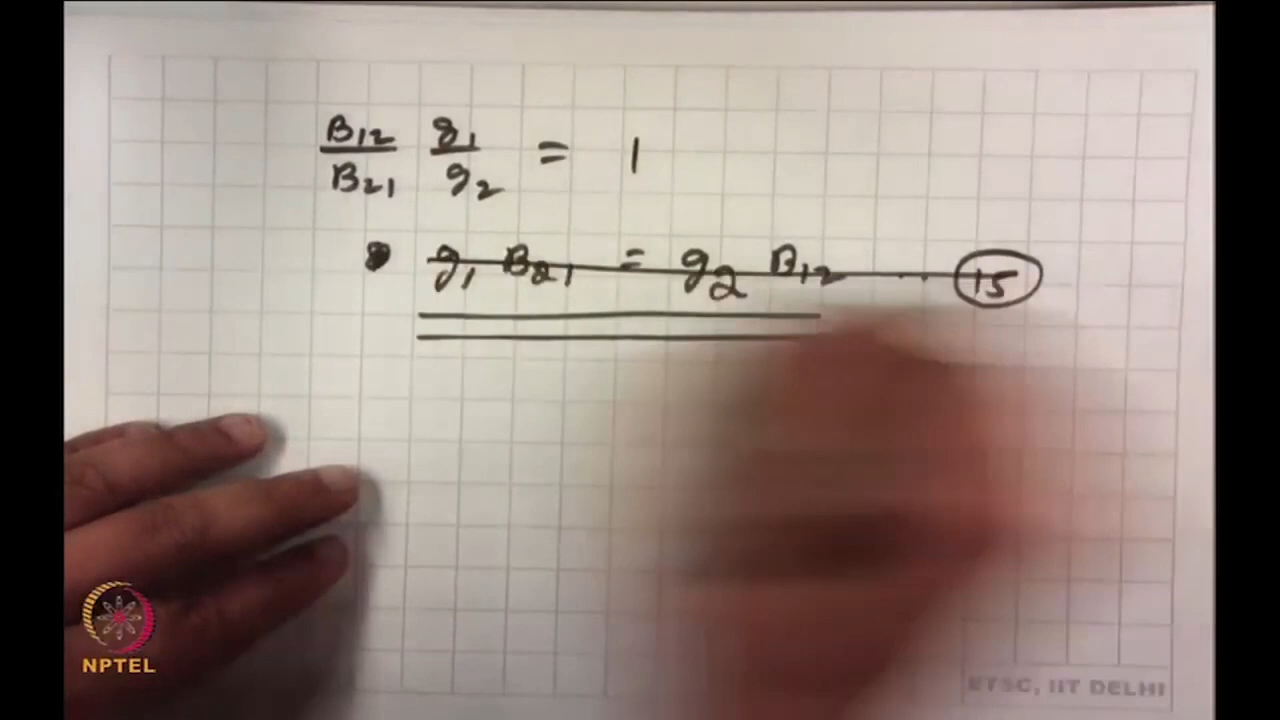 B₁₂/B₂₁ g₁/g₂ = 1
g₁ B₂₁ = g₂ B₁₂ ..... 15
NPTEL
ETSC, IIT DELHI